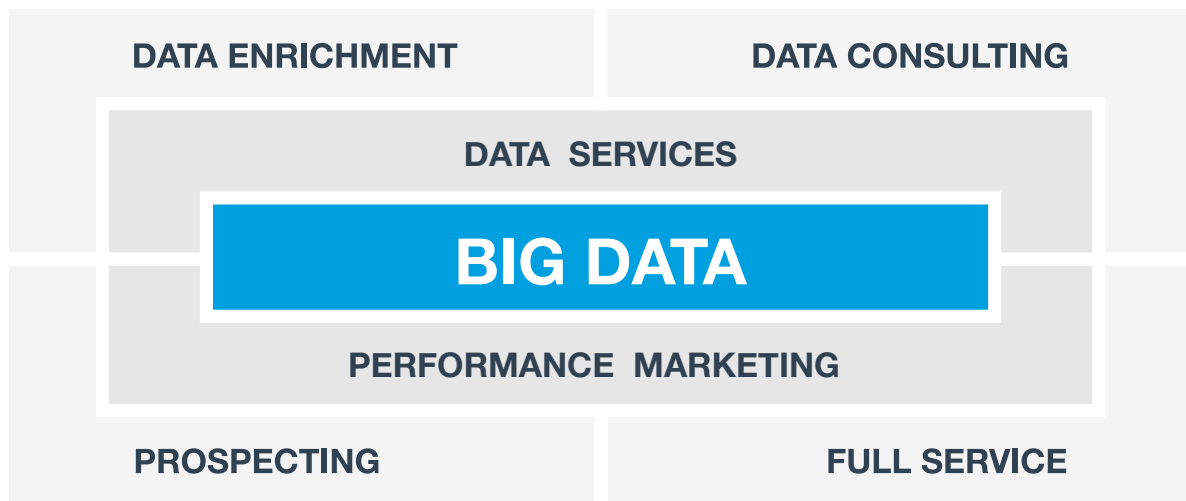 DATA ENRICHMENT
DATA CONSULTING
DATA SERVICES
BIG DATA
PERFORMANCE MARKETING
PROSPECTING
FULL SERVICE